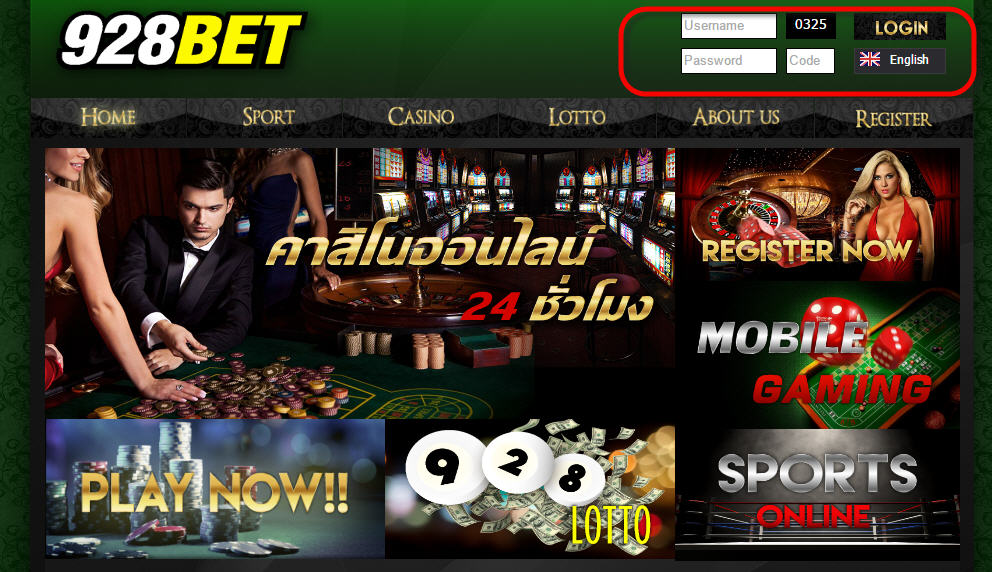 928BET
Username
0325
LOGIN
Password
Code
English
HOME
SPORT
CASINO
LOTTO
ABOUT US
REGISTER
คาสิโนออนไลน์
24 ชั่วโมง
REGISTER NOW
MOBILE
GAMING
PLAY NOW!!
9 2 8
LOTTO
SPORTS
ONLINE